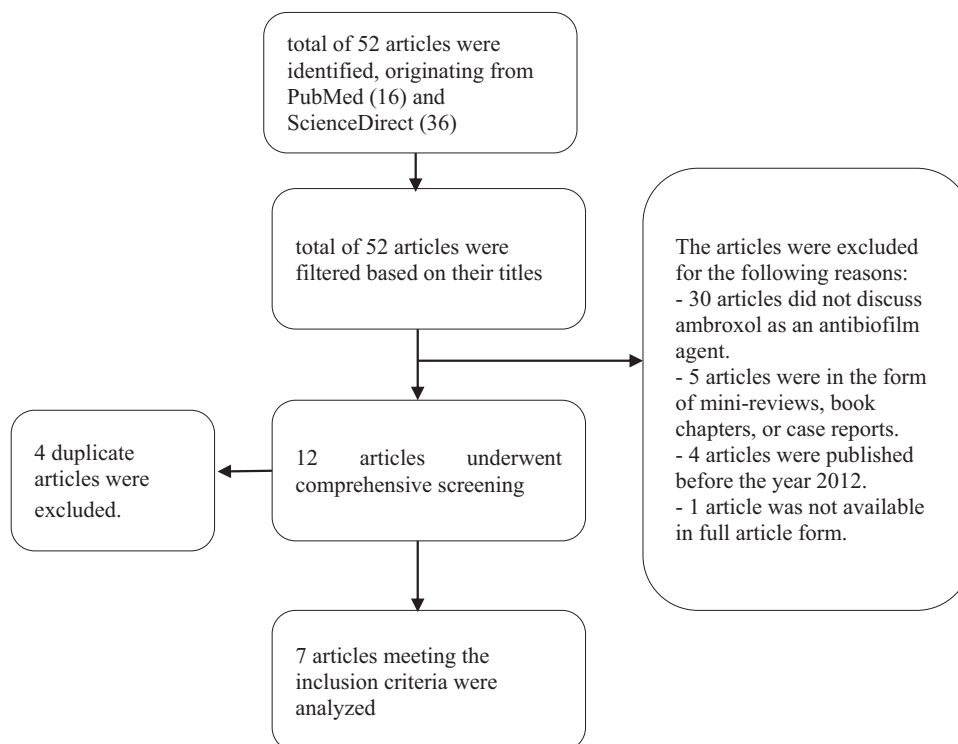 total of 52 articles were
identified, originating from
PubMed (16) and
ScienceDirect (36)
total of 52 articles were
filtered based on their titles
The articles were excluded
for the following reasons:
- 30 articles did not discuss
ambroxol as an antibiofilm
agent.
- 5 articles were in the form
of mini-reviews, book
chapters, or case reports.
- 4 articles were published
before the year 2012.
- 1 article was not available
in full article form.
12 articles underwent
comprehensive screening
4 duplicate
articles were
excluded.
7 articles meeting the
inclusion criteria were
analyzed